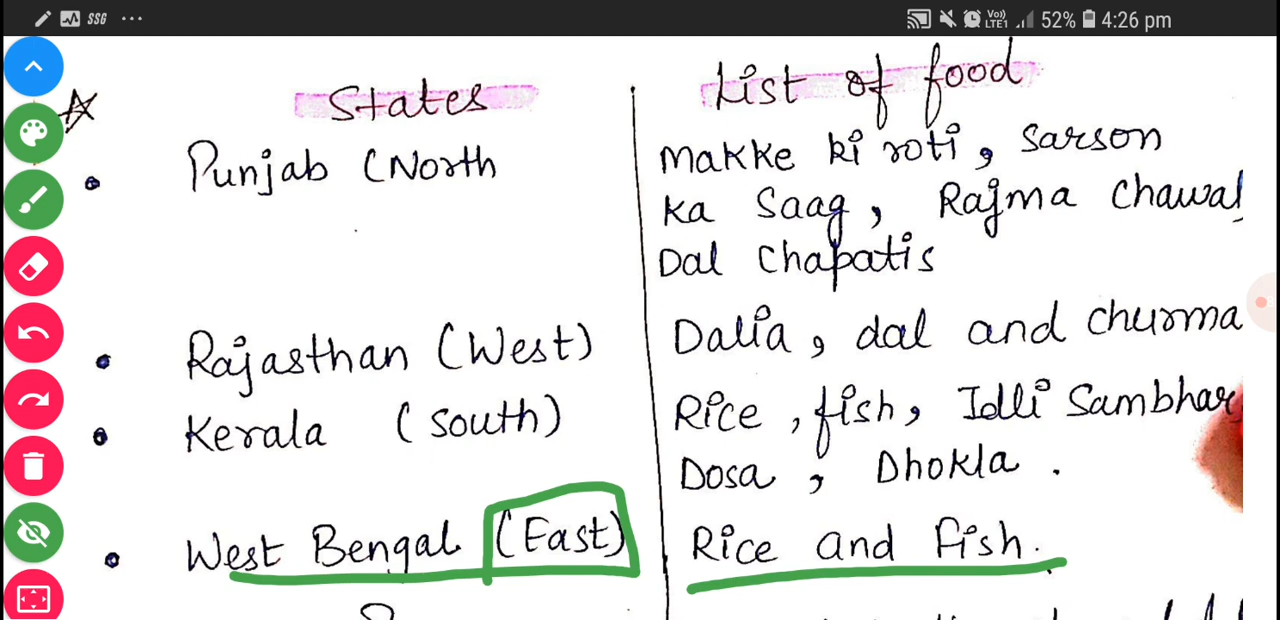 SSG ... Vo)) LTE1 52% 4:26 pm
States List of food
Punjab (North Makke ki roti, Sarson
Ka Saag, Rajma Chawal
Dal Chapatis
Rajasthan (West) Dalia, dal and churma
Kerala (South) Rice, fish, Idli Sambhar,
Dosa, Dhokla.
West Bengal (East) Rice and Fish.